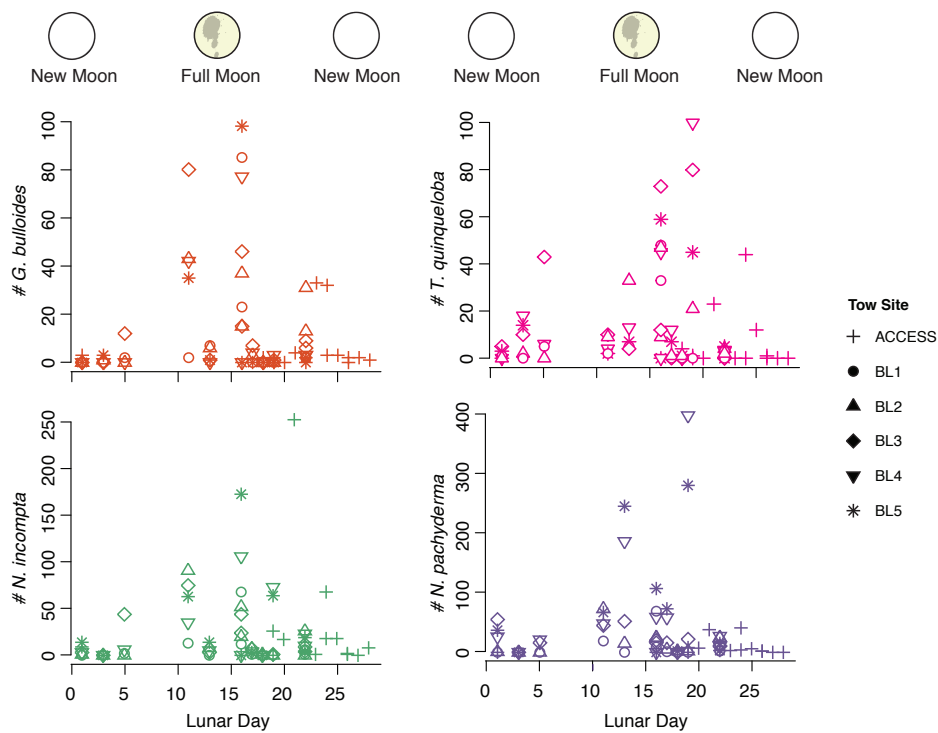 New Moon Full Moon New Moon New Moon Full Moon New Moon
# G. bulloides
0 20 40 60 80 100
# T. quinqueloba
0 20 40 60 80 100
Tow Site
ACCESS
BL1
BL2
BL3
BL4
BL5
# N. incompta
0 50 100 150 200 250
0 5 10 15 20 25
Lunar Day
# N. pachyderma
0 100 200 300 400
0 5 10 15 20 25
Lunar Day